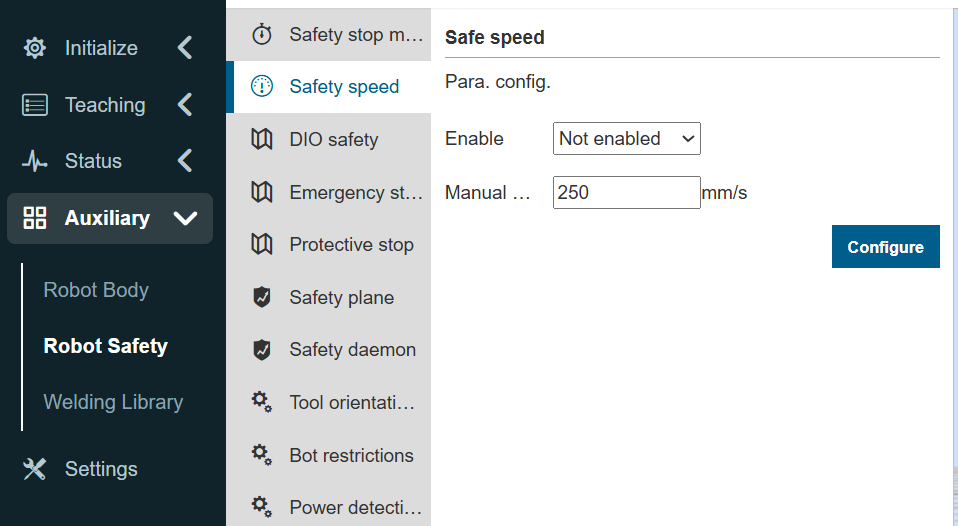 Initialize
Teaching
Status
Auxiliary
Robot Body
Robot Safety
Welding Library
Settings
Safety stop m...
Safety speed
DIO safety
Emergency st...
Protective stop
Safety plane
Safety daemon
Tool orientati...
Bot restrictions
Power detecti...
Safe speed
Para. config.
Enable Not enabled
Manual ... 250 mm/s
Configure